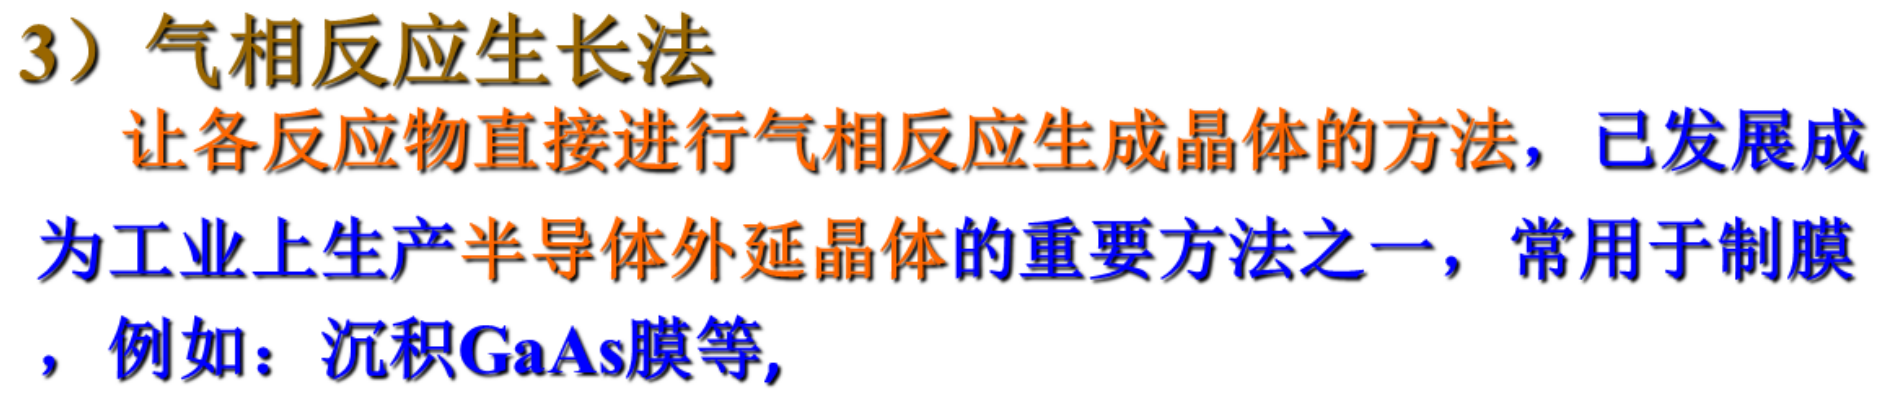 3）气相反应生长法
让各反应物直接进行气相反应生成晶体的方法，已发展成
为工业上生产半导体外延晶体的重要方法之一，常用于制膜
，例如：沉积GaAs膜等,